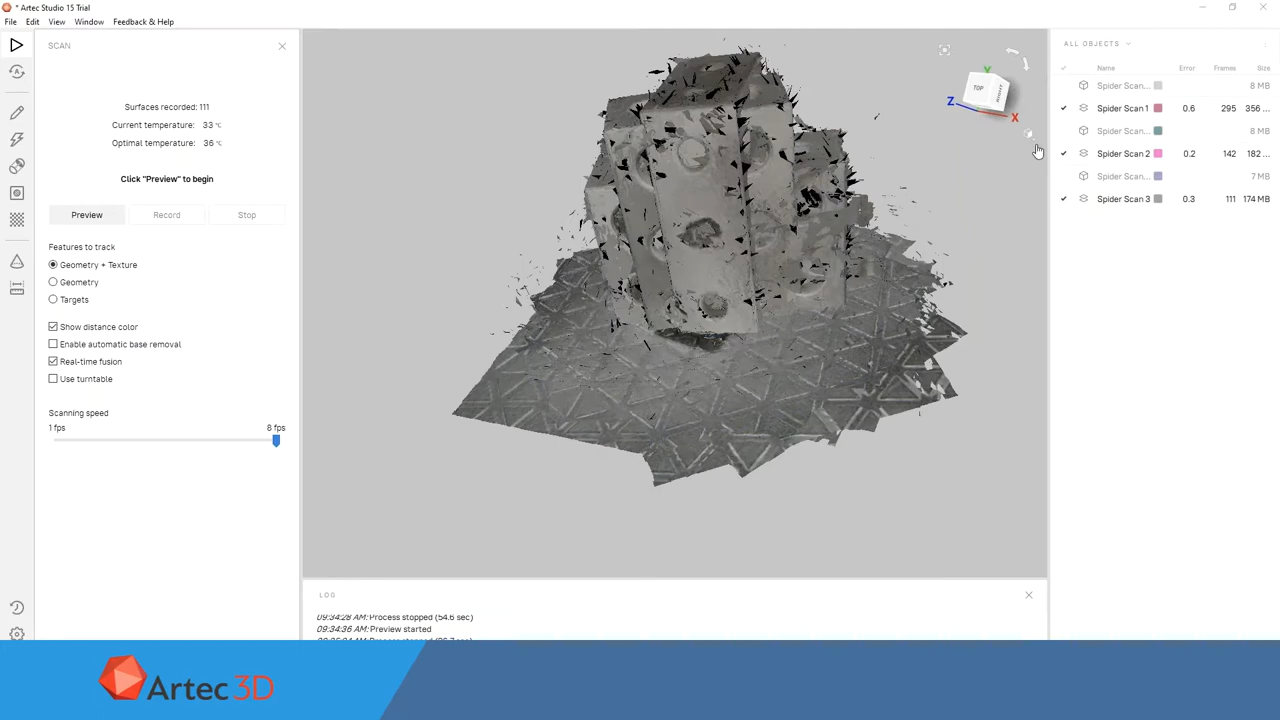 * Artec Studio 15 Trial
File Edit View Window Feedback & Help
SCAN
Surfaces recorded: 111
Current temperature: 33 °C
Optimal temperature: 36 °C
Click "Preview" to begin
Preview Record Stop
Features to track
Geometry + Texture
Geometry
Targets
Show distance color
Enable automatic base removal
Real-time fusion
Use turntable
Scanning speed
1 fps 8 fps
Y
TOP
RIGHT
Z
X
ALL OBJECTS
Name Error Frames Size
Spider Scan... 8 MB
Spider Scan 1 0.6 295 356 ...
Spider Scan... 8 MB
Spider Scan 2 0.2 142 182 ...
Spider Scan... 7 MB
Spider Scan 3 0.3 111 174 MB
LOG
09:34:28 AM: Process stopped (54.6 sec)
09:34:36 AM: Preview started
Artec 3D